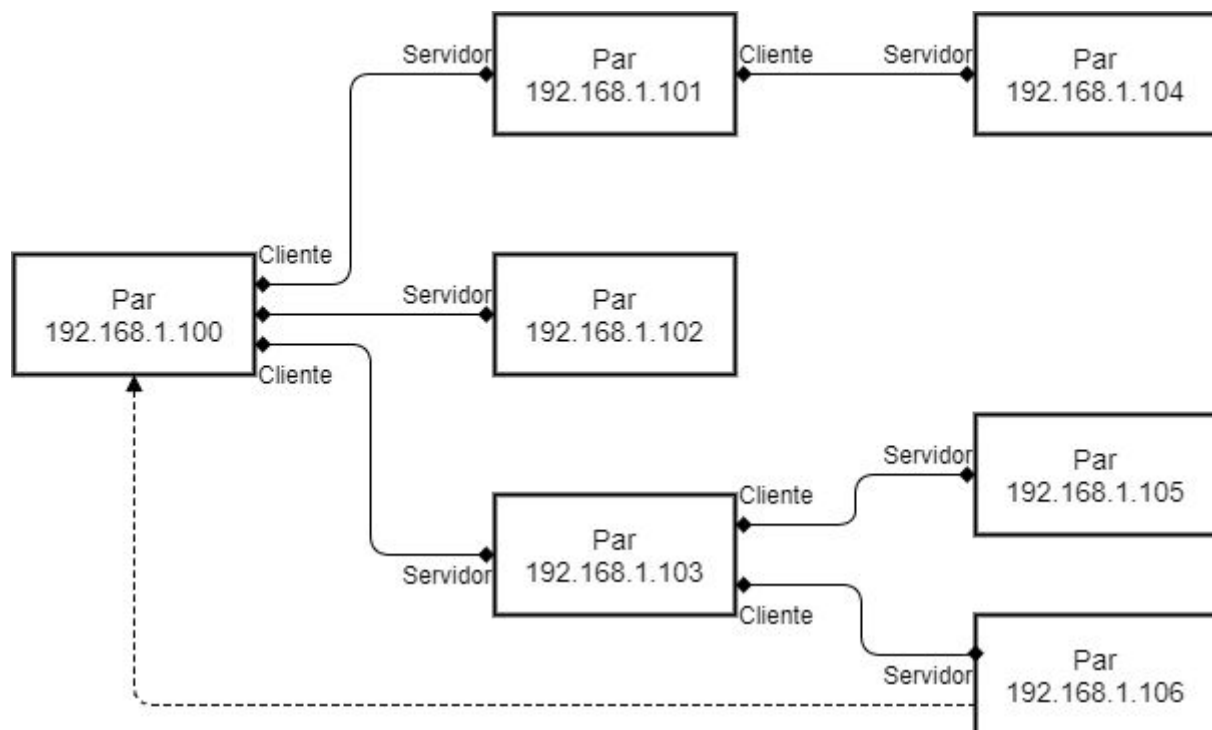 Servidor
Par
192.168.1.101
Cliente
Servidor
Par
192.168.1.104
Cliente
Par
192.168.1.100
Servidor
Par
192.168.1.102
Cliente
Servidor
Par
192.168.1.103
Cliente
Servidor
Par
192.168.1.105
Cliente
Servidor
Par
192.168.1.106